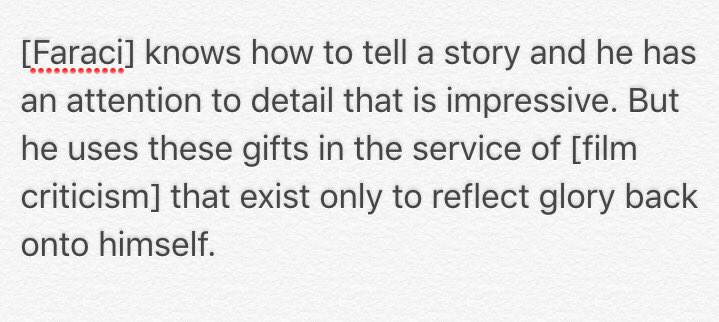 [Faraci] knows how to tell a story and he has
an attention to detail that is impressive. But
he uses these gifts in the service of [film
criticism] that exist only to reflect glory back
onto himself.